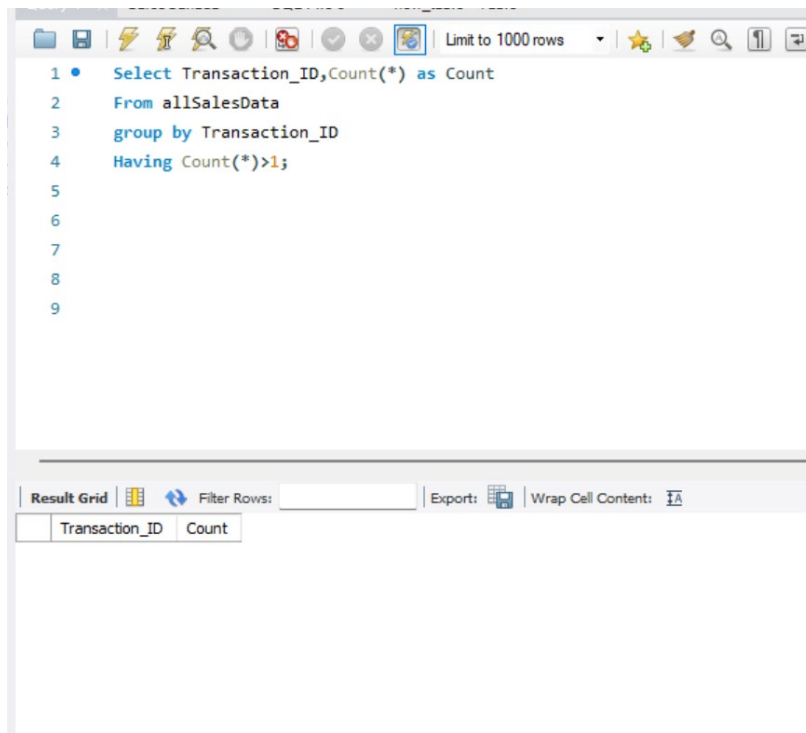 Limit to 1000 rows
1 Select Transaction_ID,Count(*) as Count
2 From allSalesData
3 group by Transaction_ID
4 Having Count(*)>1;
5
6
7
8
9
Result Grid Filter Rows: Export: Wrap Cell Content: IA
Transaction_ID Count